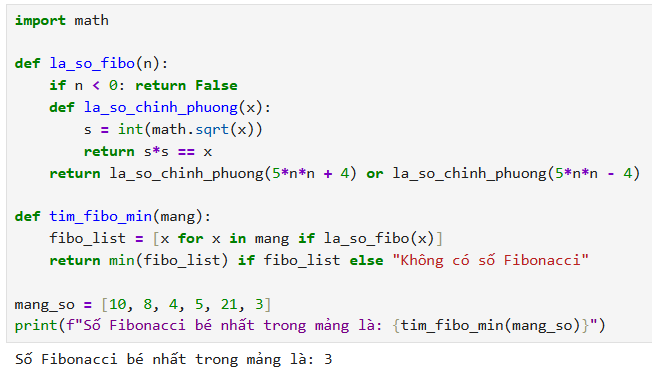 import math
def la_so_fibo(n):
    if n < 0: return False
    def la_so_chinh_phuong(x):
        s = int(math.sqrt(x))
        return s*s == x
    return la_so_chinh_phuong(5*n*n + 4) or la_so_chinh_phuong(5*n*n - 4)
def tim_fibo_min(mang):
    fibo_list = [x for x in mang if la_so_fibo(x)]
    return min(fibo_list) if fibo_list else "Không có số Fibonacci"
mang_so = [10, 8, 4, 5, 21, 3]
print(f"Số Fibonacci bé nhất trong mảng là: {tim_fibo_min(mang_so)}")
Số Fibonacci bé nhất trong mảng là: 3